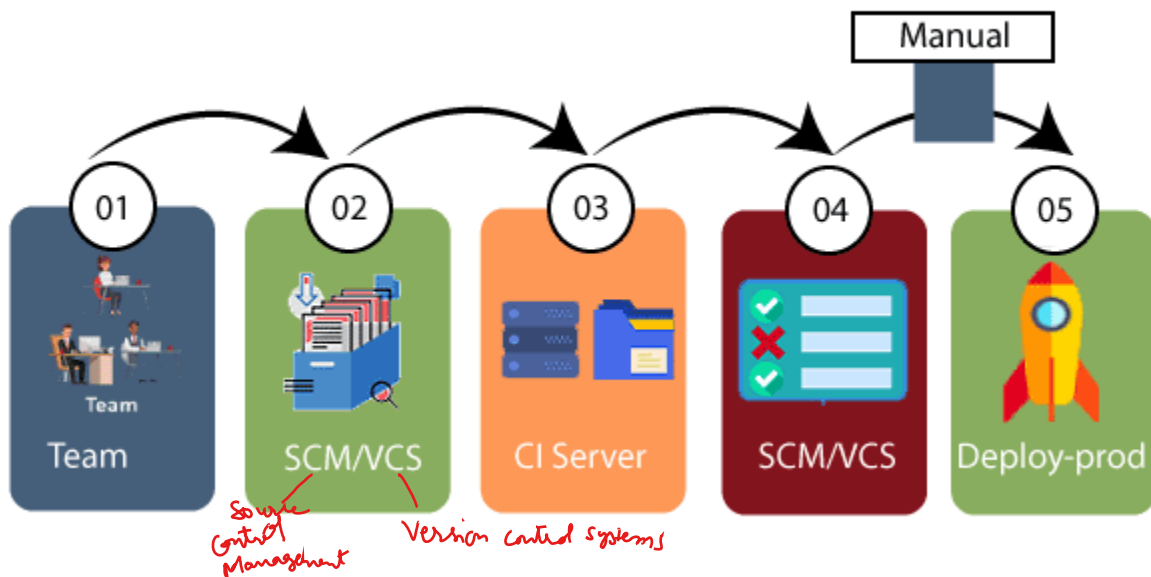 Manual
01
02
03
04
05
Team
Team
SCM/VCS
CI Server
SCM/VCS
Deploy-prod
Source
Control
Management
Version control systems